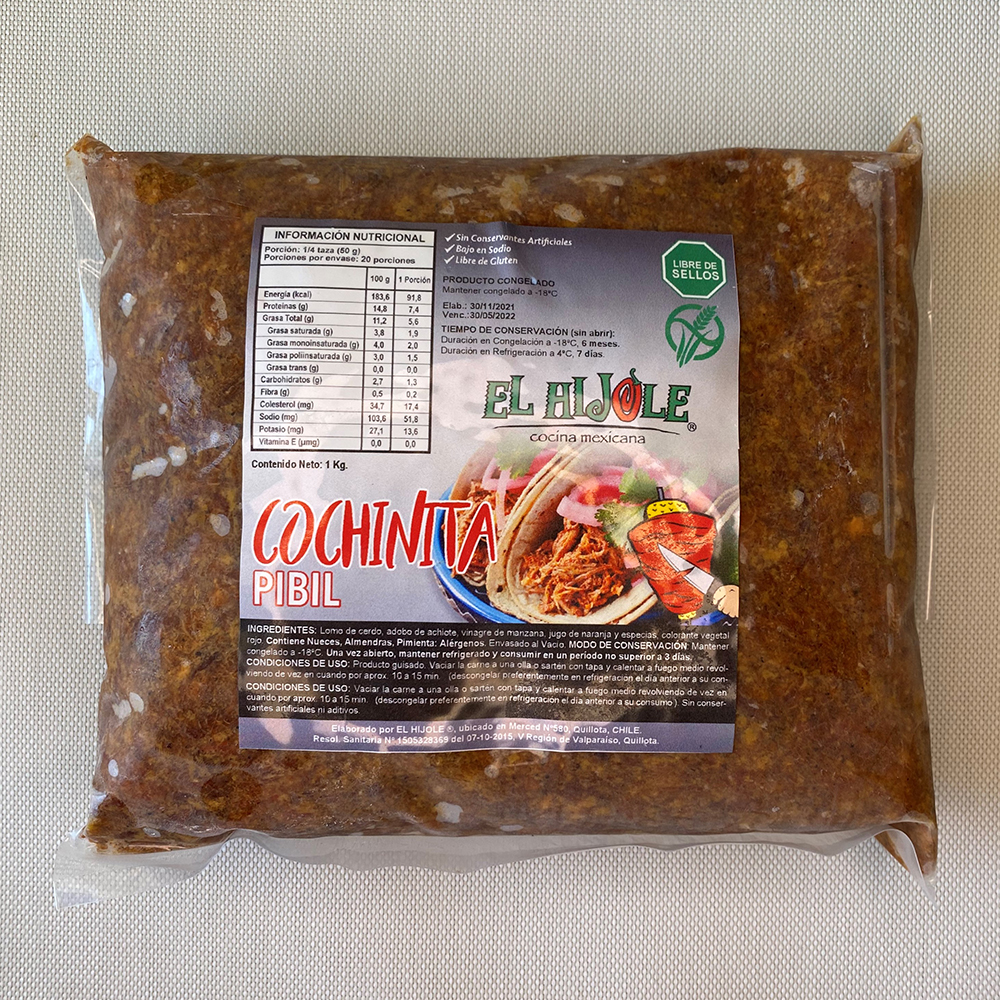 INFORMACIÓN NUTRICIONAL
Porción: 1/4 taza (50 g)
Porciones por envase: 20 porciones
100 g 1 Porción
Energía (kcal) 183,6 91,8
Proteínas (g) 14,8 7,4
Grasa Total (g) 11,2 5,6
Grasa saturada (g) 3,8 1,9
Grasa monoinsaturada (g) 4,0 2,0
Grasa poliinsaturada (g) 3,0 1,5
Grasa trans (g) 0,0 0,0
Carbohidratos (g) 2,7 1,3
Fibra (g) 0,5 0,2
Colesterol (mg) 34,7 17,4
Sodio (mg) 103,6 51,8
Potasio (mg) 27,1 13,6
Vitamina E (µmg) 0,0 0,0
Contenido Neto: 1 Kg.
✓ Sin Conservantes Artificiales
✓ Bajo en Sodio
✓ Libre de Gluten
PRODUCTO CONGELADO
Mantener congelado a -18ºC
Elab.: 30/11/2021
Venc.:30/05/2022
TIEMPO DE CONSERVACIÓN (sin abrir):
Duración en Congelación a -18ºC, 6 meses.
Duración en Refrigeración a 4ºC, 7 días.
LIBRE DE
SELLOS
EL HIJOLE ®
cocina mexicana
COCHINITA
PIBIL
INGREDIENTES: Lomo de cerdo, adobo de achiote, vinagre de manzana, jugo de naranja y especias, colorante vegetal
rojo. Contiene Nueces, Almendras, Pimienta: Alérgenos. Envasado al Vacío. MODO DE CONSERVACIÓN: Mantener
congelado a -18ºC. Una vez abierto, mantener refrigerado y consumir en un período no superior a 3 días.
CONDICIONES DE USO: Producto guisado. Vaciar la carne a una olla o sartén con tapa y calentar a fuego medio revol-
viendo de vez en cuando por aprox. 10 a 15 min. (descongelar preferentemente en refrigeración el día anterior a su con-
CONDICIONES DE USO: Vaciar la carne a una olla o sartén con tapa y calentar a fuego medio revolviendo de vez en
cuando por aprox. 10 a 15 min. (descongelar preferentemente en refrigeración el día anterior a su consumo ) Sin conser-
vantes artificiales ni aditivos.
Elaborado por EL HIJOLE ®, ubicado en Merced Nº580, Quillota, CHILE.
Resol. Sanitaria Nº 1505329369 del 07-10-2015, V Región de Valparaíso, Quillota.